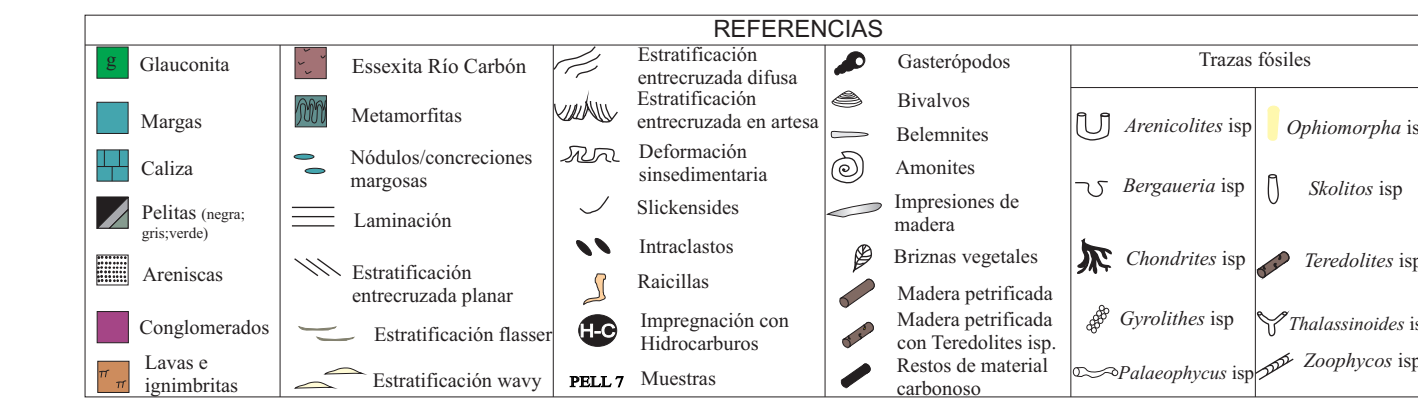 REFERENCIAS
g
Glauconita
Margas
Caliza
Pelitas (negra;
gris;verde)
Areniscas
Conglomerados
Lavas e
ignimbritas
Essexita Río Carbón
Metamorfitas
Nódulos/concreciones
margosas
Laminación
Estratificación
entrecruzada planar
Estratificación flasser
Estratificación wavy
Estratificación
entrecruzada difusa
Estratificación
entrecruzada en artesa
Deformación
sinsedimentaria
Slickensides
Intraclastos
Raicillas
H-C
Impregnación con
Hidrocarburos
PELL 7 Muestras
Gasterópodos
Bivalvos
Belemnites
Amonites
Impresiones de
madera
Briznas vegetales
Madera petrificada
Madera petrificada
con Teredolites isp.
Restos de material
carbonoso
Trazas fósiles
Arenicolites isp
Bergaueria isp
Chondrites isp
Gyrolithes isp
Palaeophycus isp
Ophiomorpha is
Skolitos isp
Teredolites isp
Thalassinoides is
Zoophycos isp